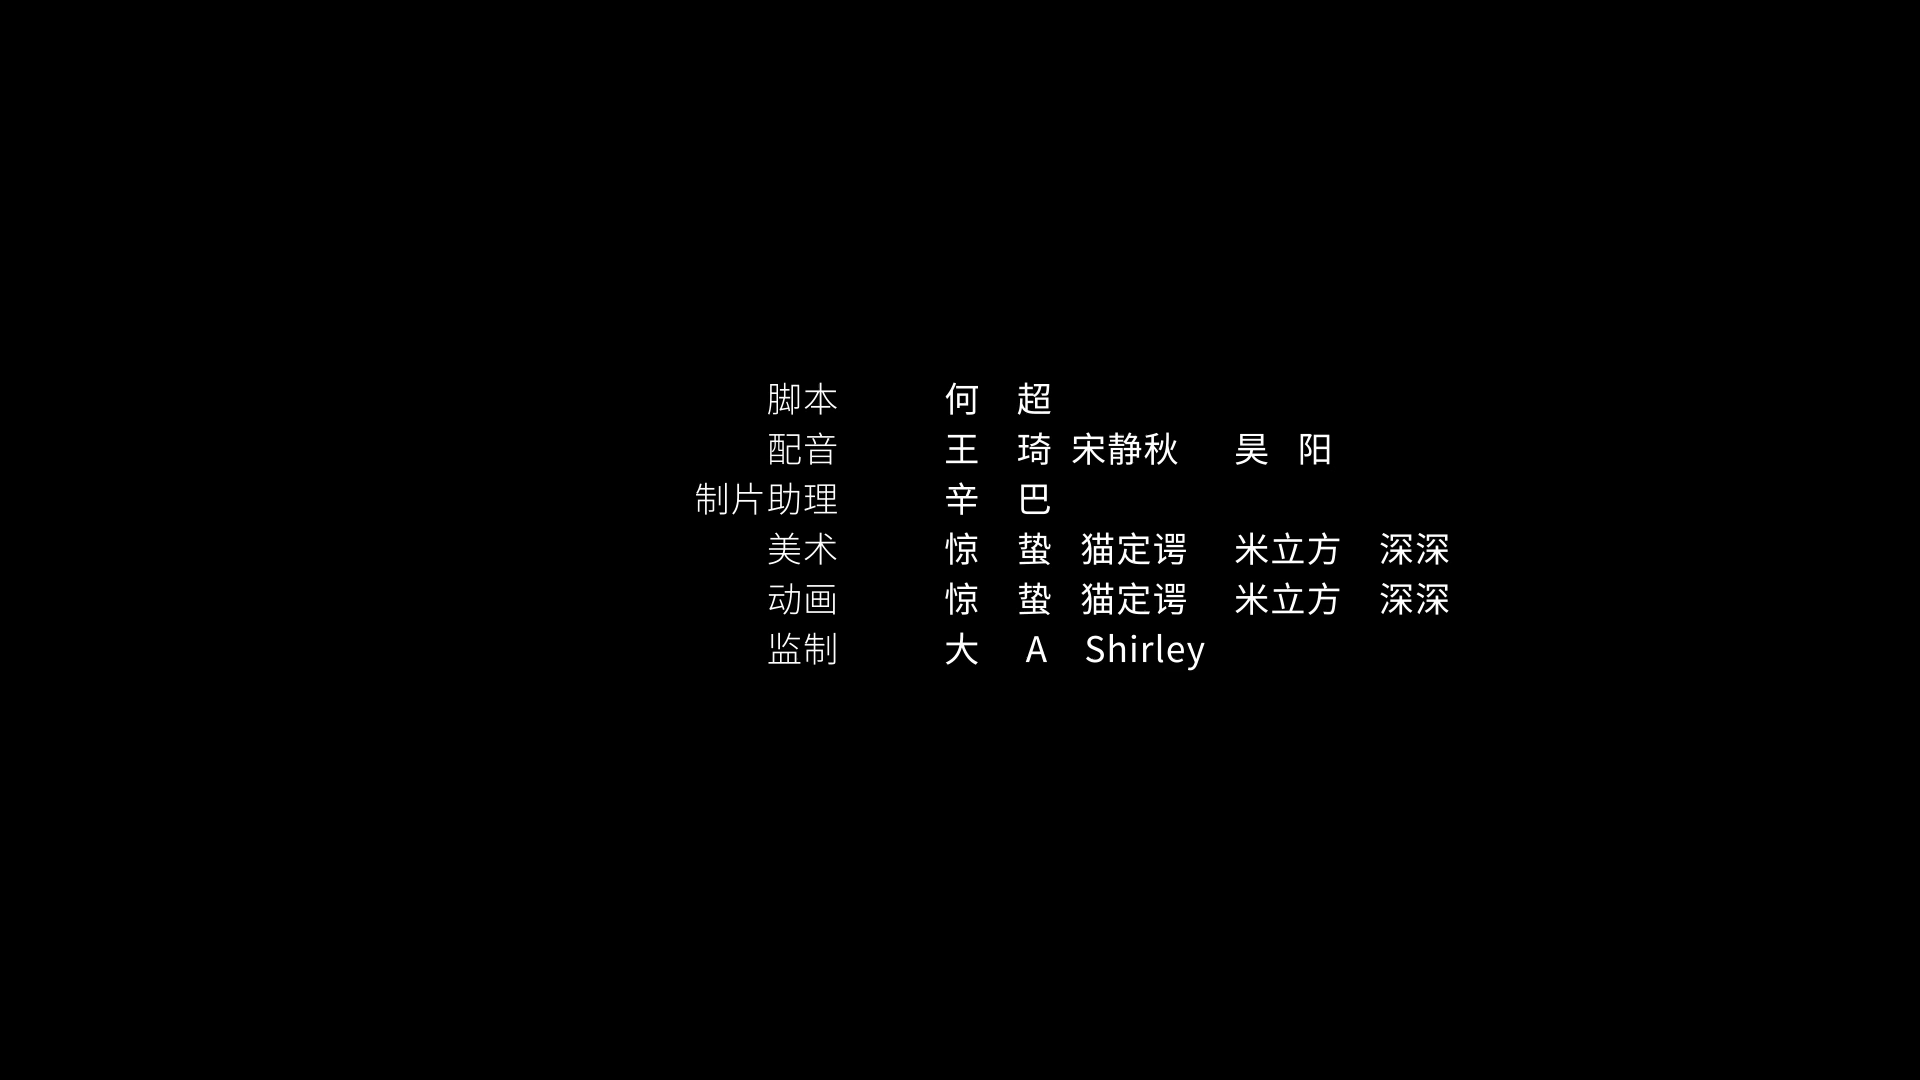 脚本 何 超
配音 王 琦 宋静秋 昊 阳
制片助理 辛 巴
美术 惊 蛰 猫定谔 米立方 深深
动画 惊 蛰 猫定谔 米立方 深深
监制 大 A Shirley